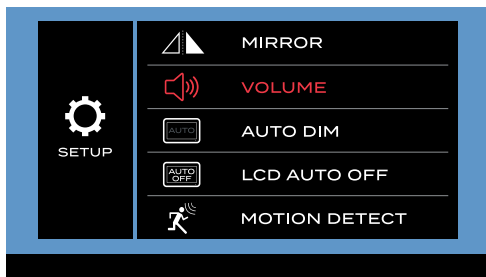 SETUP
MIRROR
VOLUME
AUTO
AUTO DIM
AUTO
OFF
LCD AUTO OFF
MOTION DETECT